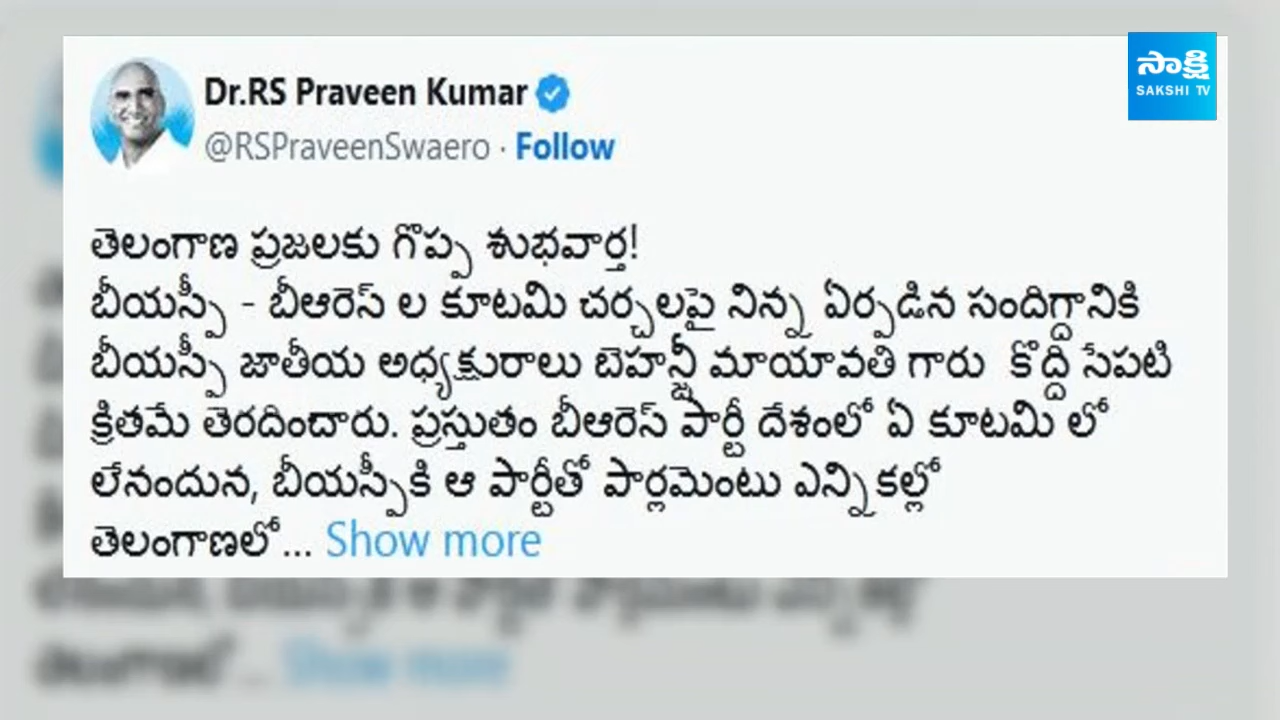 సాక్షి
SAKSHI TV
Dr.RS Praveen Kumar
@RSPraveenSwaero · Follow
తెలంగాణ ప్రజలకు గొప్ప శుభవార్త!
బీయస్పీ - బీఆరెస్ ల కూటమి చర్చలపై నిన్న ఏర్పడిన సందిగ్దానికి
బీయస్పీ జాతీయ అధ్యక్షురాలు బెహన్జీ మాయావతి గారు కొద్ది సేపటి
క్రితమే తెరదించారు. ప్రస్తుతం బీఆరెస్ పార్టీ దేశంలో ఏ కూటమి లో
లేనందున, బీయస్పీకి ఆ పార్టీతో పార్లమెంటు ఎన్నికల్లో
తెలంగాణలో... Show more